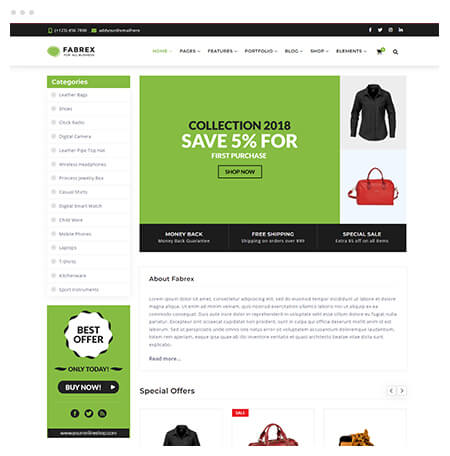 (+123) 456 7890 addyour@emailhere
FABREX
FOR ALL BUSINESS
HOME PAGES FEATURES PORTFOLIO BLOG SHOP ELEMENTS
Categories
Leather Bags
Shoes
Clock Radio
Digital Camera
Leather Pipe Top Hat
Wireless Headphones
Princess Jewelry Box
Casual Shirts
Digital Smart Watch
Child Ware
Mobile Phones
Laptops
T-Shirts
Kitchenware
Sport Instruments
COLLECTION 2018
SAVE 5% FOR
FIRST PURCHASE
SHOP NOW
MONEY BACK
Money Back Guarantee
FREE SHIPPING
Shipping on orders over $99
SPECIAL SALE
Extra $5 off on all items
BEST
OFFER
ONLY TODAY!
BUY NOW!
www.youronlineshop.com
About Fabrex
Lorem ipsum dolor sit amet, consectetur adipiscing elit, sed do eiusmod tempor incididunt ut labore et dolore
magna aliqua. Ut enim ad minim veniam, quis nostrud exercitation ullamco laboris nisi ut aliquip ex ea
commodo consequat. Duis aute irure dolor in reprehenderit in voluptate velit esse cillum dolore eu fugiat nulla
pariatur. Excepteur sint occaecat cupidatat non proident, sunt in culpa qui officia deserunt mollit anim id est
laborum. Sed ut perspiciatis unde omnis iste natus error sit voluptatem accusantium doloremque laudantium,
totam rem aperiam, eaque ipsa quae ab illo inventore veritatis et quasi architecto beatae vitae dicta sunt
explicabo.
Read more...
Special Offers
SALE